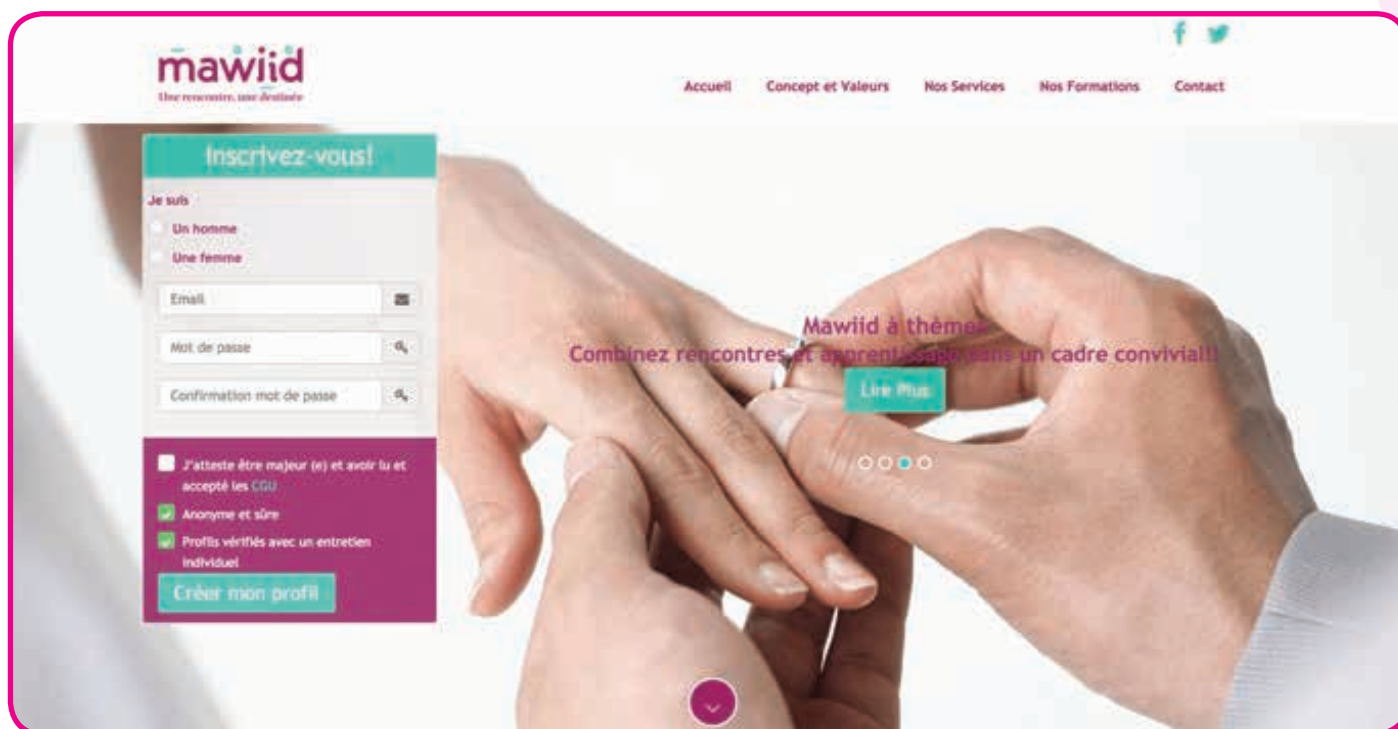 mawiid
Une rencontre, une destinée
Accueil Concept et Valeurs Nos Services Nos Formations Contact
Inscrivez-vous!
Je suis
Un homme
Une femme
Email
Mot de passe
Confirmation mot de passe
J'atteste être majeur (e) et avoir lu et
accepté les CGU
Anonyme et sûre
Profils vérifiés avec un entretien
individuel
Créer mon profil
Mawiid à thèmes
Combinez rencontres et apprentissage dans un cadre convivial!!!
Lire Plus